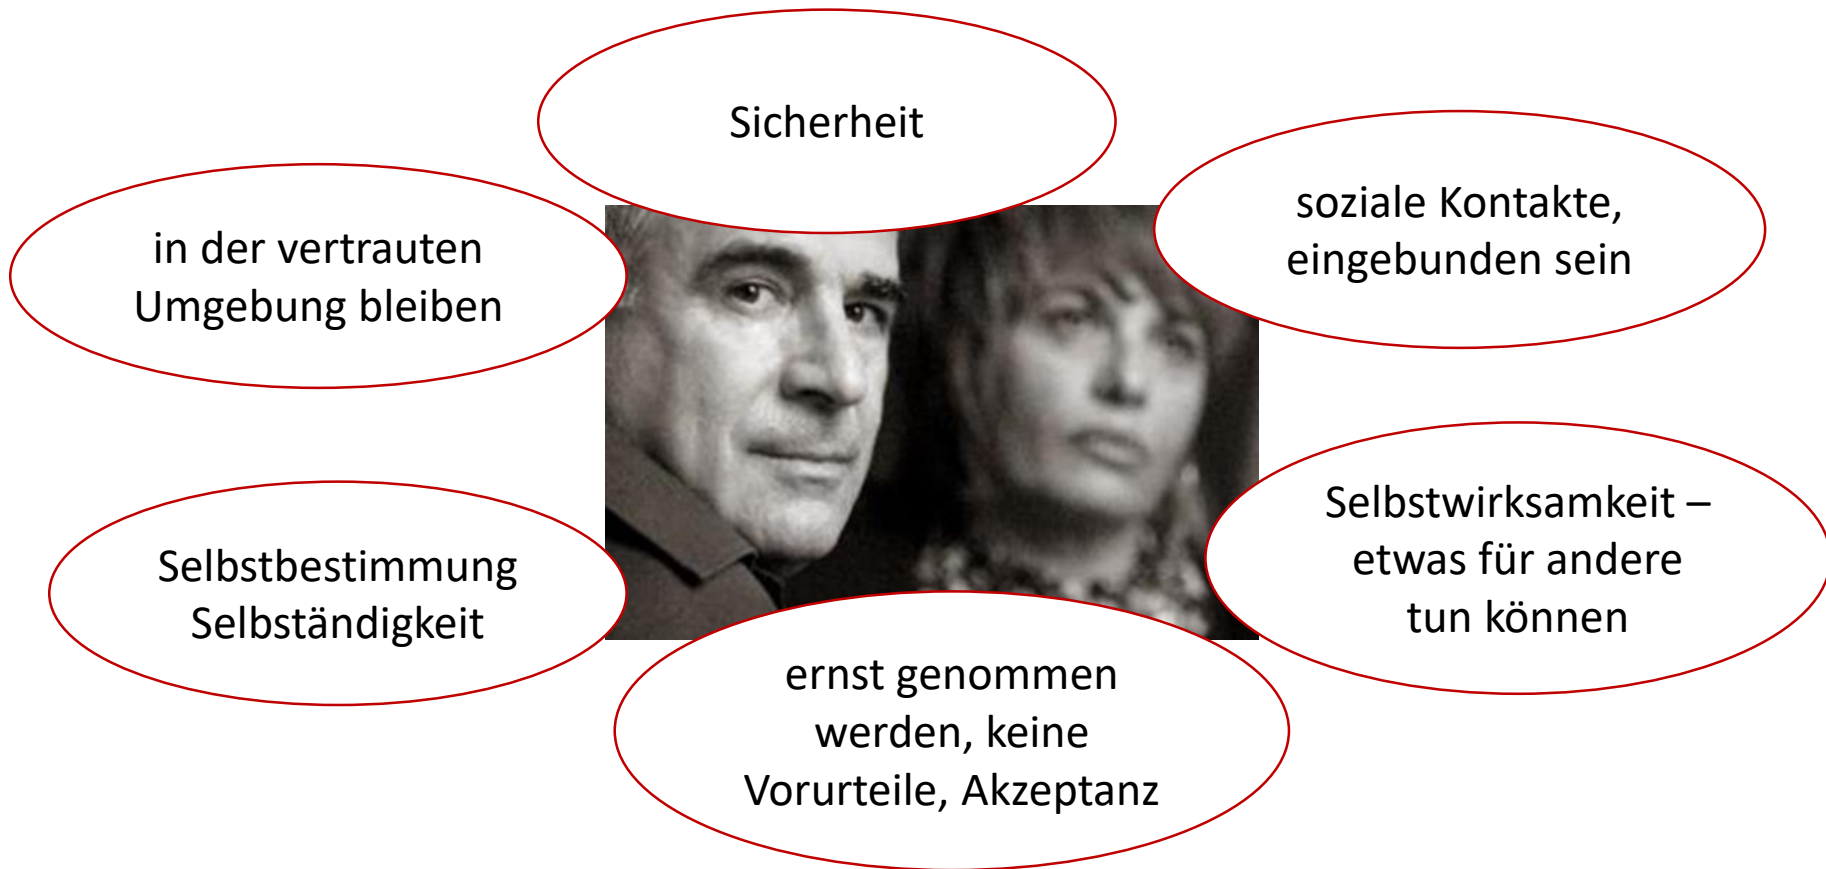 Sicherheit
soziale Kontakte,
eingebunden sein
in der vertrauten
Umgebung bleiben
Selbstwirksamkeit –
etwas für andere
tun können
Selbstbestimmung
Selbständigkeit
ernst genommen
werden, keine
Vorurteile, Akzeptanz